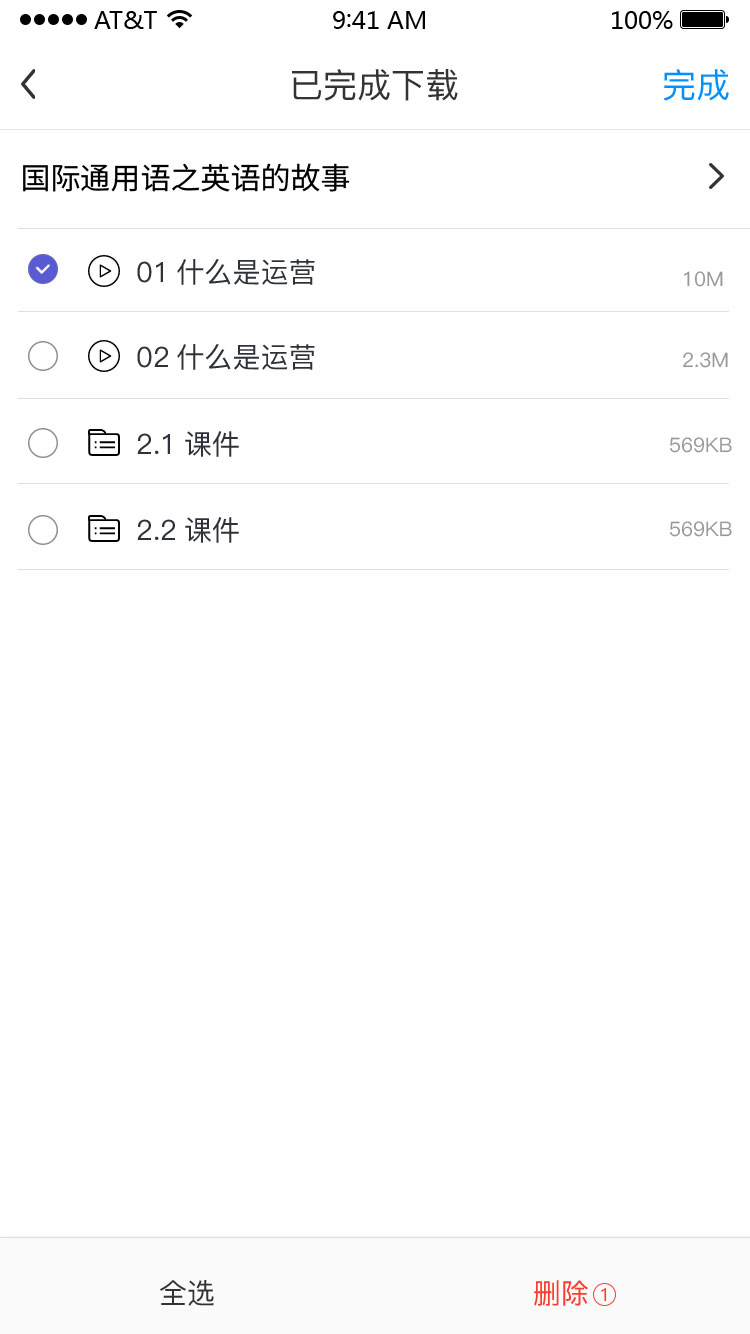 AT&T 9:41 AM 100%
已完成下载 完成
国际通用语之英语的故事
01 什么是运营 10M
02 什么是运营 2.3M
2.1 课件 569KB
2.2 课件 569KB
全选 删除①